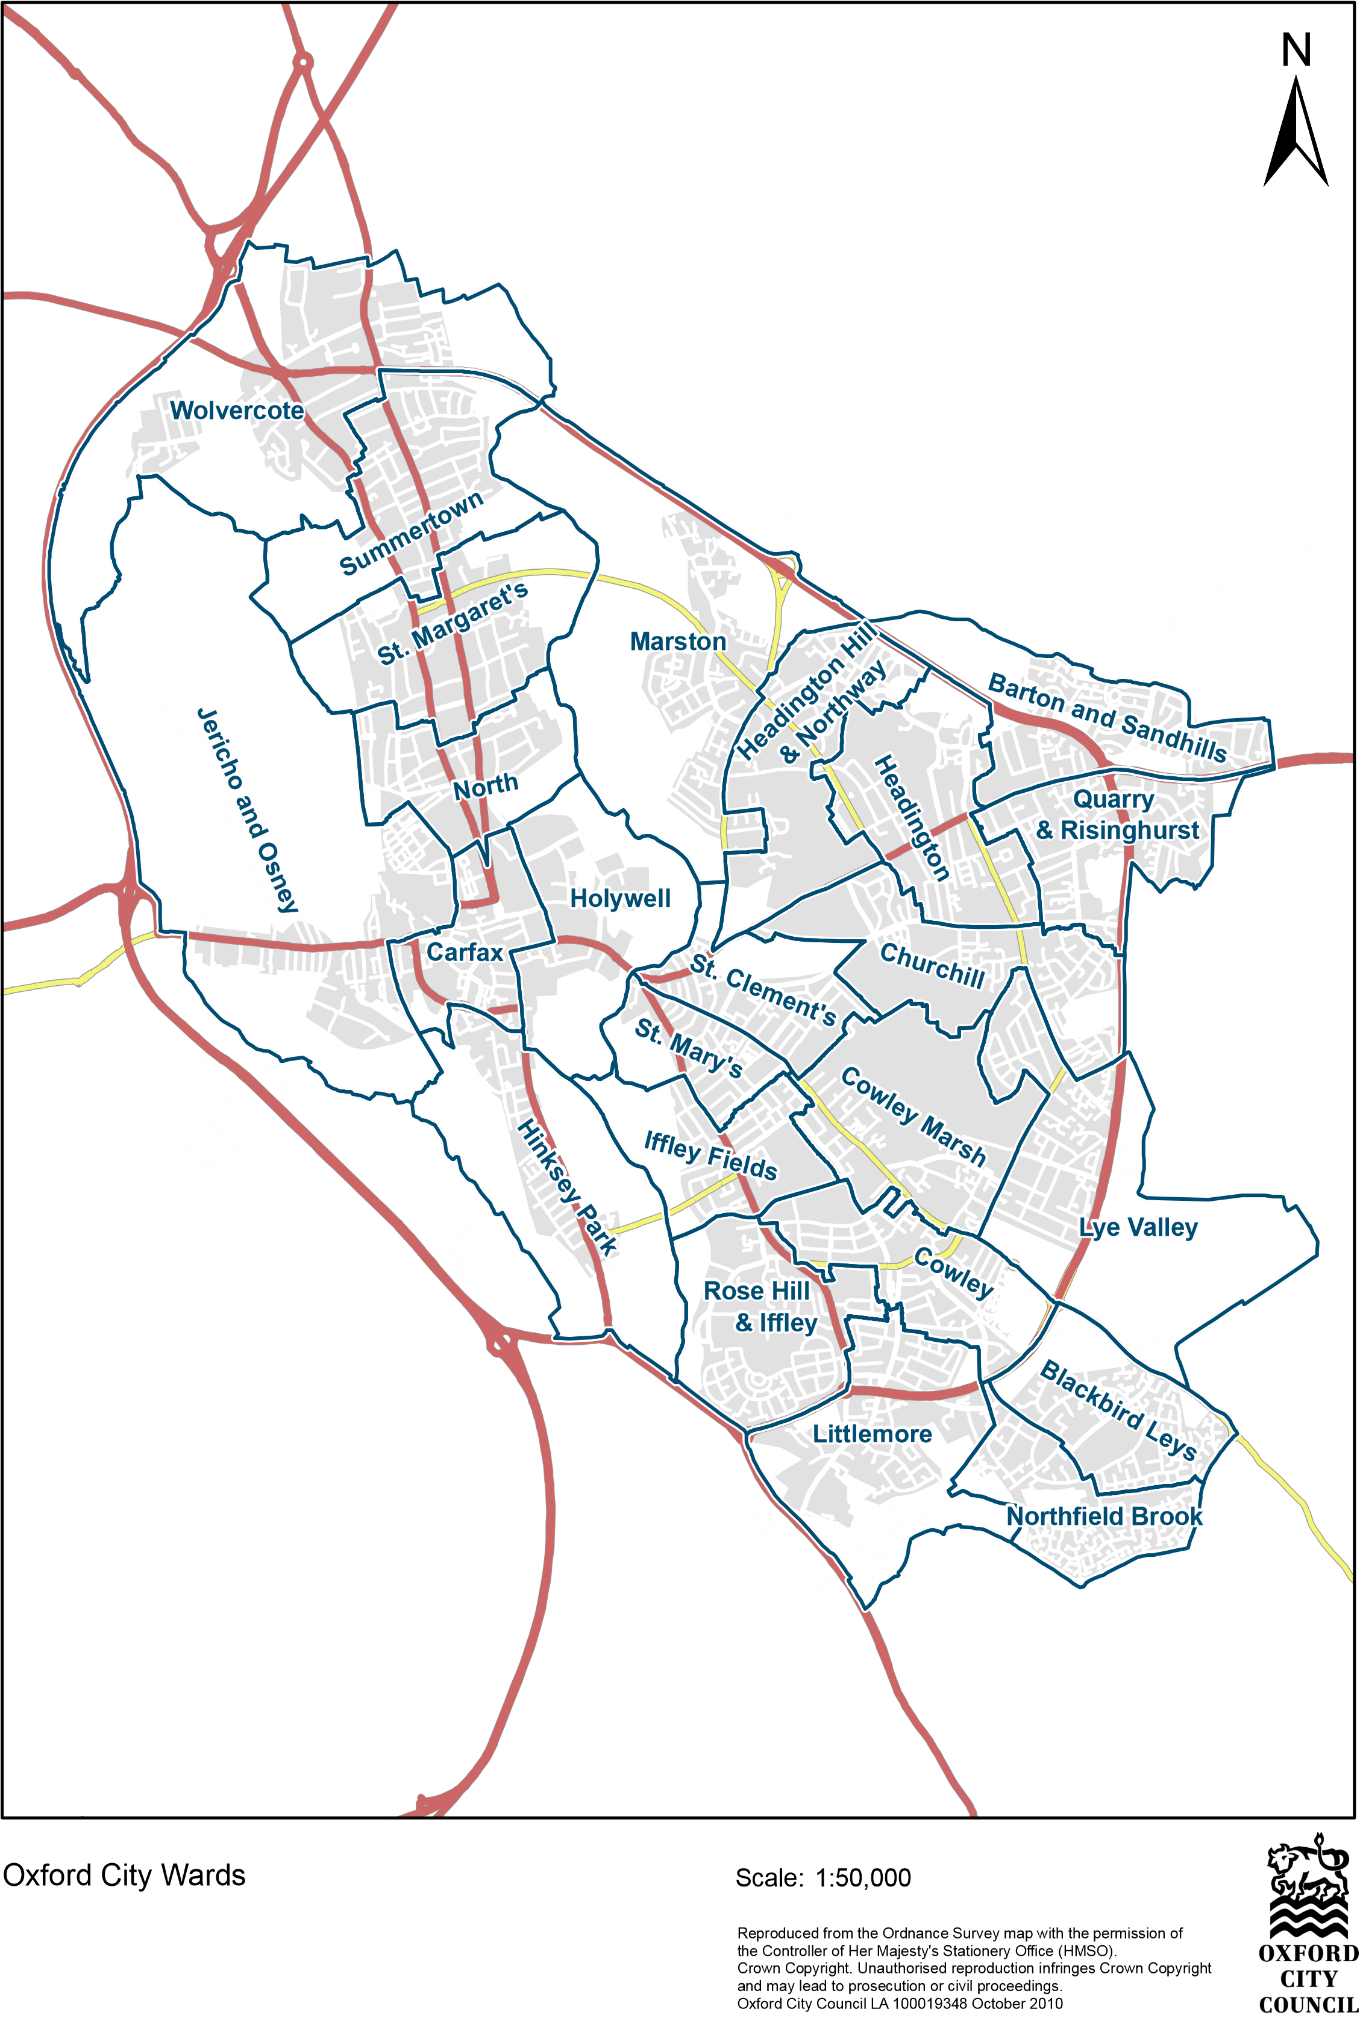 N
Wolvercote
Summertown
St. Margaret's
Marston
Headington Hill
& Northway
Barton and Sandhills
Jericho and Osney
North
Headington
Quarry
& Risinghurst
Holywell
Carfax
St. Clement's
Churchill
St. Mary's
Cowley Marsh
Hinksey Park
Iffley Fields
Lye Valley
Cowley
Rose Hill
& Iffley
Blackbird Leys
Littlemore
Northfield Brook
Oxford City Wards
Scale: 1:50,000
Reproduced from the Ordnance Survey map with the permission of
the Controller of Her Majesty's Stationery Office (HMSO).
Crown Copyright. Unauthorised reproduction infringes Crown Copyright
and may lead to prosecution or civil proceedings.
Oxford City Council LA 100019348 October 2010
OXFORD
CITY
COUNCIL